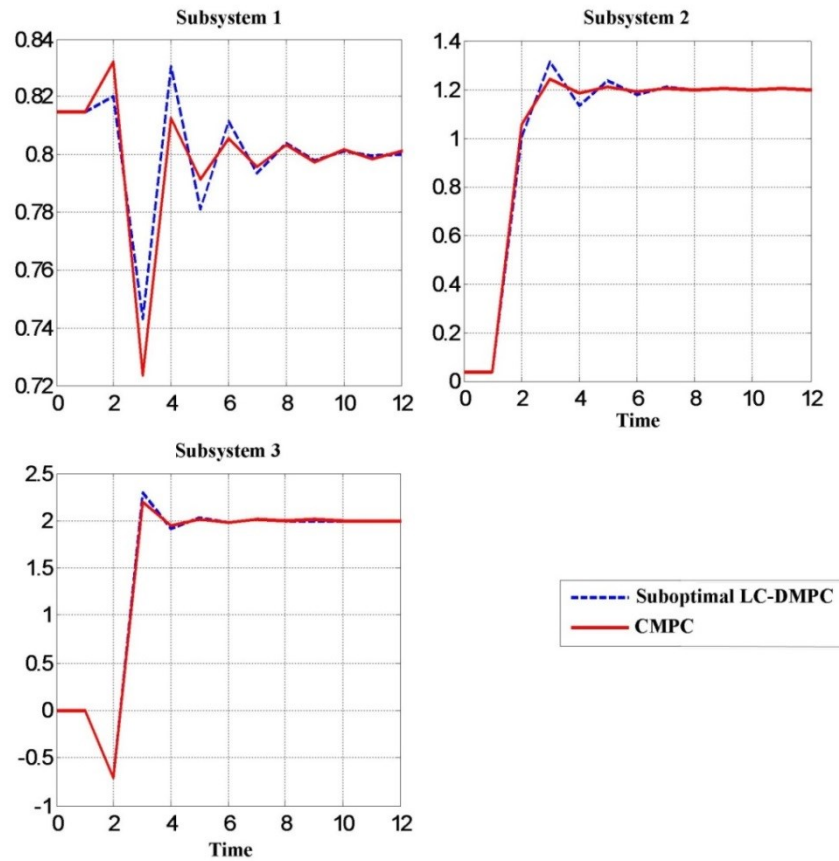 Subsystem 1
0.84
0.82
0.8
0.78
0.76
0.74
0.72
0 2 4 6 8 10 12
Subsystem 2
1.4
1.2
1
0.8
0.6
0.4
0.2
0
0 2 4 6 8 10 12
Time
Subsystem 3
2.5
2
1.5
1
0.5
0
-0.5
-1
0 2 4 6 8 10 12
Time
Suboptimal LC-DMPC
CMPC